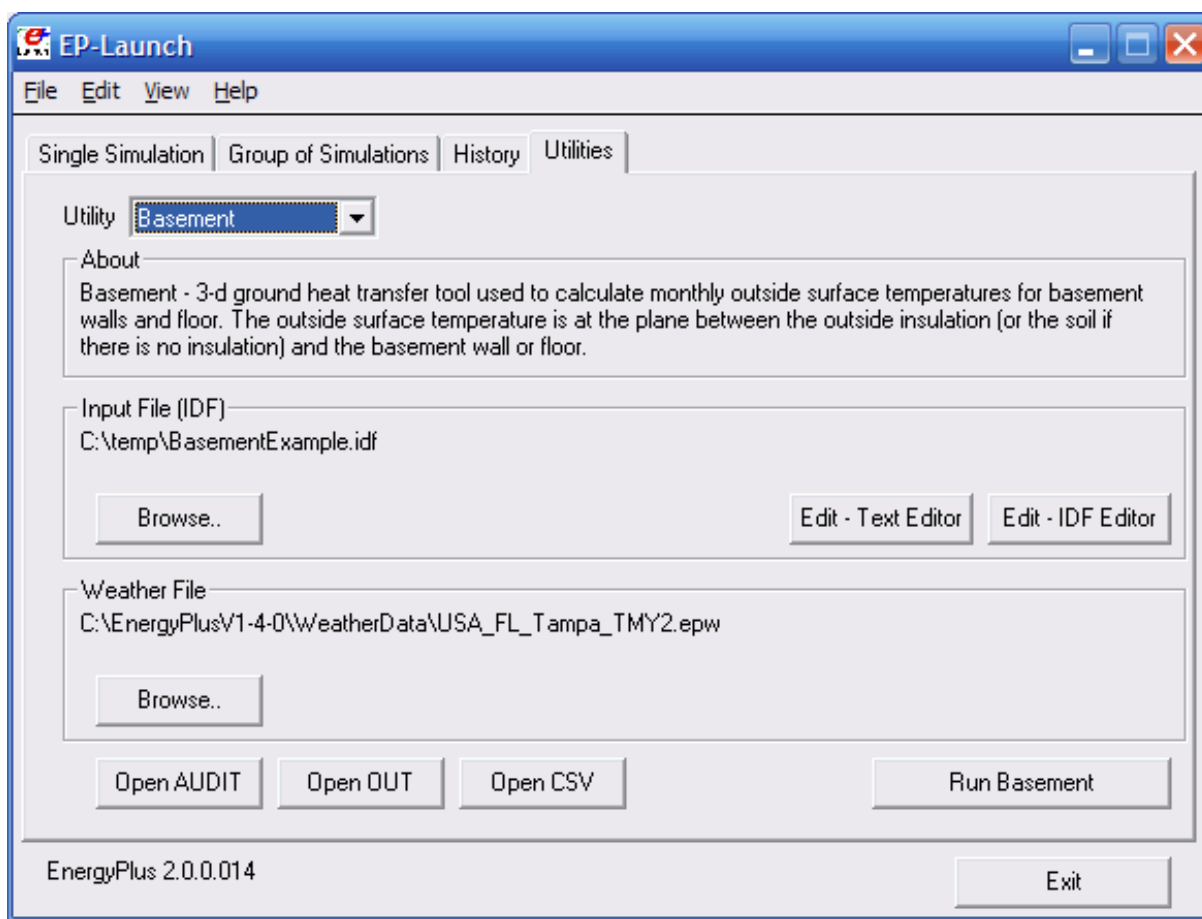 EP-Launch
File Edit View Help
Single Simulation Group of Simulations History Utilities
Utility Basement
About
Basement - 3-d ground heat transfer tool used to calculate monthly outside surface temperatures for basement
walls and floor. The outside surface temperature is at the plane between the outside insulation (or the soil if
there is no insulation) and the basement wall or floor.
Input File (IDF)
C:\temp\BasementExample.idf
Browse.. Edit - Text Editor Edit - IDF Editor
Weather File
C:\EnergyPlusV1-4-0\WeatherData\USA_FL_Tampa_TMY2.epw
Browse..
Open AUDIT Open OUT Open CSV Run Basement
EnergyPlus 2.0.0.014 Exit